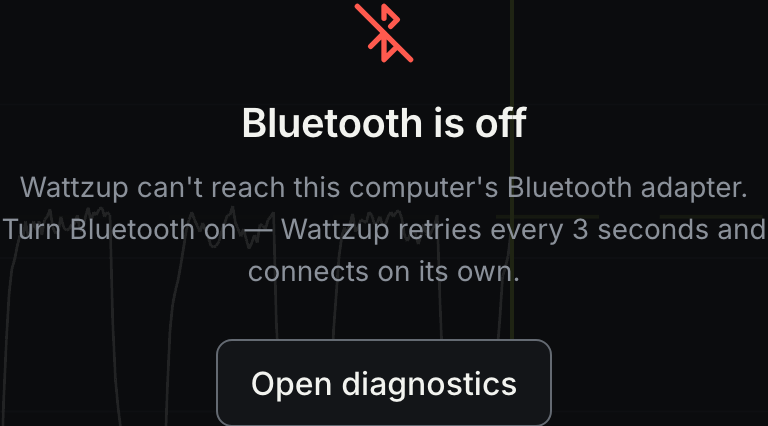 Bluetooth is off
Wattzup can't reach this computer's Bluetooth adapter.
Turn Bluetooth on — Wattzup retries every 3 seconds and
connects on its own.
Open diagnostics